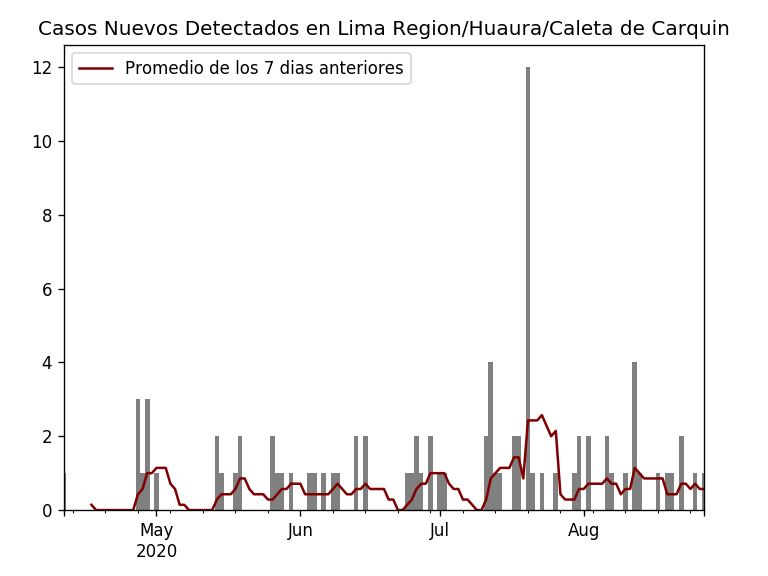 Casos Nuevos Detectados en Lima Region/Huaura/Caleta de Carquin
Promedio de los 7 dias anteriores
12
10
8
6
4
2
0
May
2020
Jun
Jul
Aug